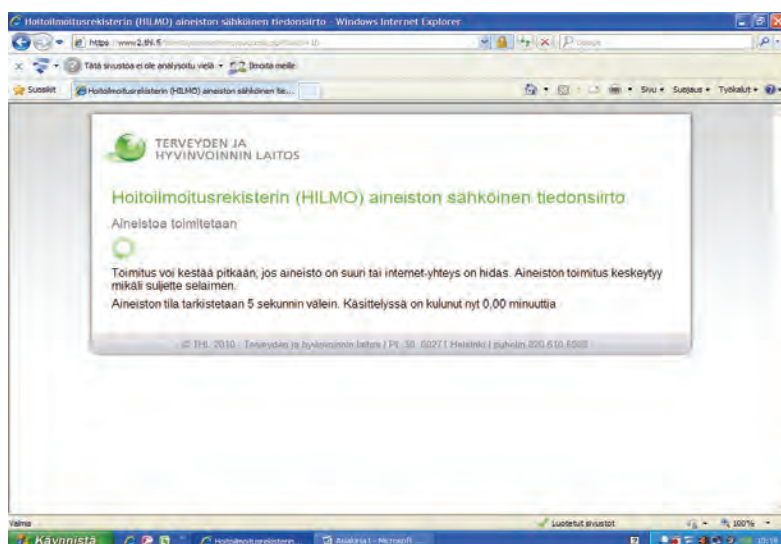 Hoitoilmoitusrekisterin (HILMO) aineiston sähköinen tiedonsiirto - Windows Internet Explorer
https www2.thl.fi
Tätä sivustoa ei ole analysoitu vielä Ilmoita meille
Suosikit Hoitoilmoitusrekisterin (HILMO) aineiston sähköinen tie... Sivu Suojaus Työkalut
TERVEYDEN JA
HYVINVOINNIN LAITOS
Hoitoilmoitusrekisterin (HILMO) aineiston sähköinen tiedonsiirto
Aineistoa toimitetaan
Toimitus voi kestää pitkään, jos aineisto on suuri tai internet-yhteys on hidas. Aineiston toimitus keskeytyy
mikäli suljette selaimen.
Aineiston tila tarkistetaan 5 sekunnin välein. Käsittelyssä on kulunut nyt 0,00 minuuttia
© THL 2010 - Terveyden ja hyvinvoinnin laitos | PL 30, 00271 Helsinki | puhelin 020 610 6000
Valmis Luotetut sivustot 100%
Käynnistä Hoitoilmoitusrekisterin... Asiakirja1 - Microsoft ...